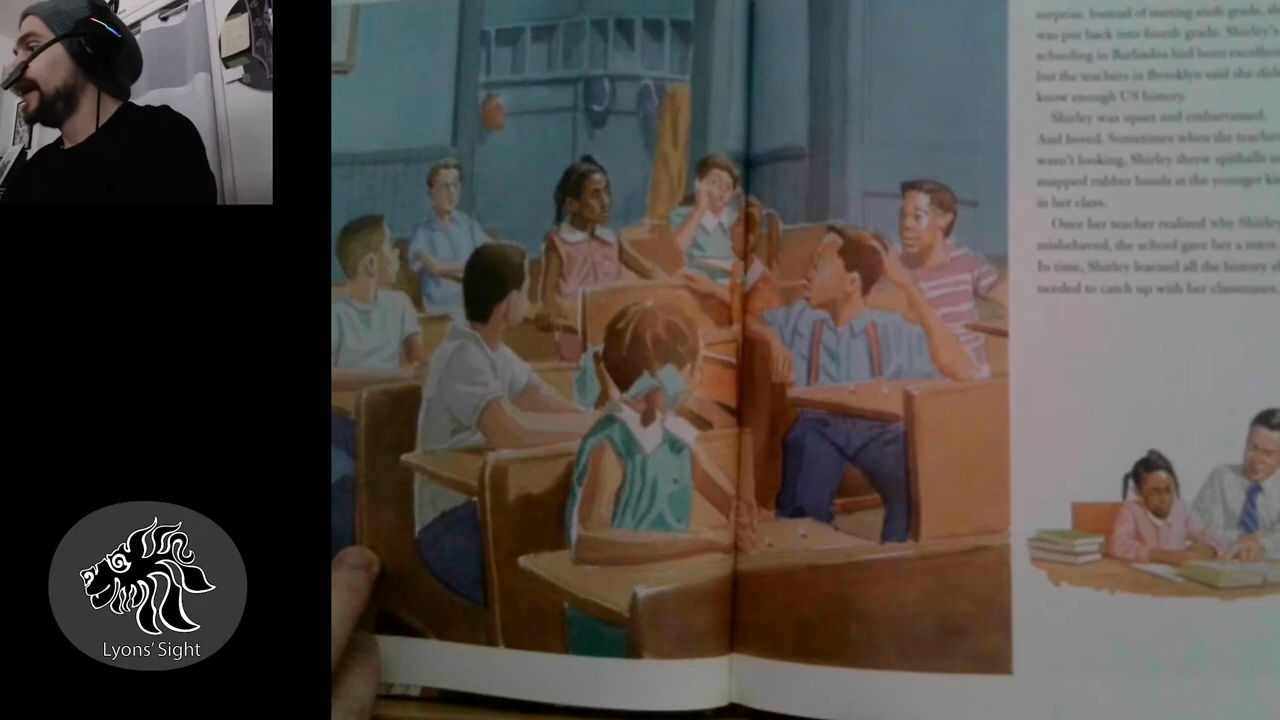 surprise. Instead of starting sixth grade, she
was put back into fourth grade. Shirley's
schooling in Barbados had been excellent
but the teachers in Brooklyn said she didn
know enough US history.
Shirley was upset and embarrassed.
And bored. Sometimes when the teacher
wasn't looking, Shirley threw spitballs
snapped rubber bands at the younger ki
in her class.
Once her teacher realized why Shirley
misbehaved, the school gave her a tutor
In time, Shirley learned all the history s
needed to catch up with her classmates.
Lyons' Sight